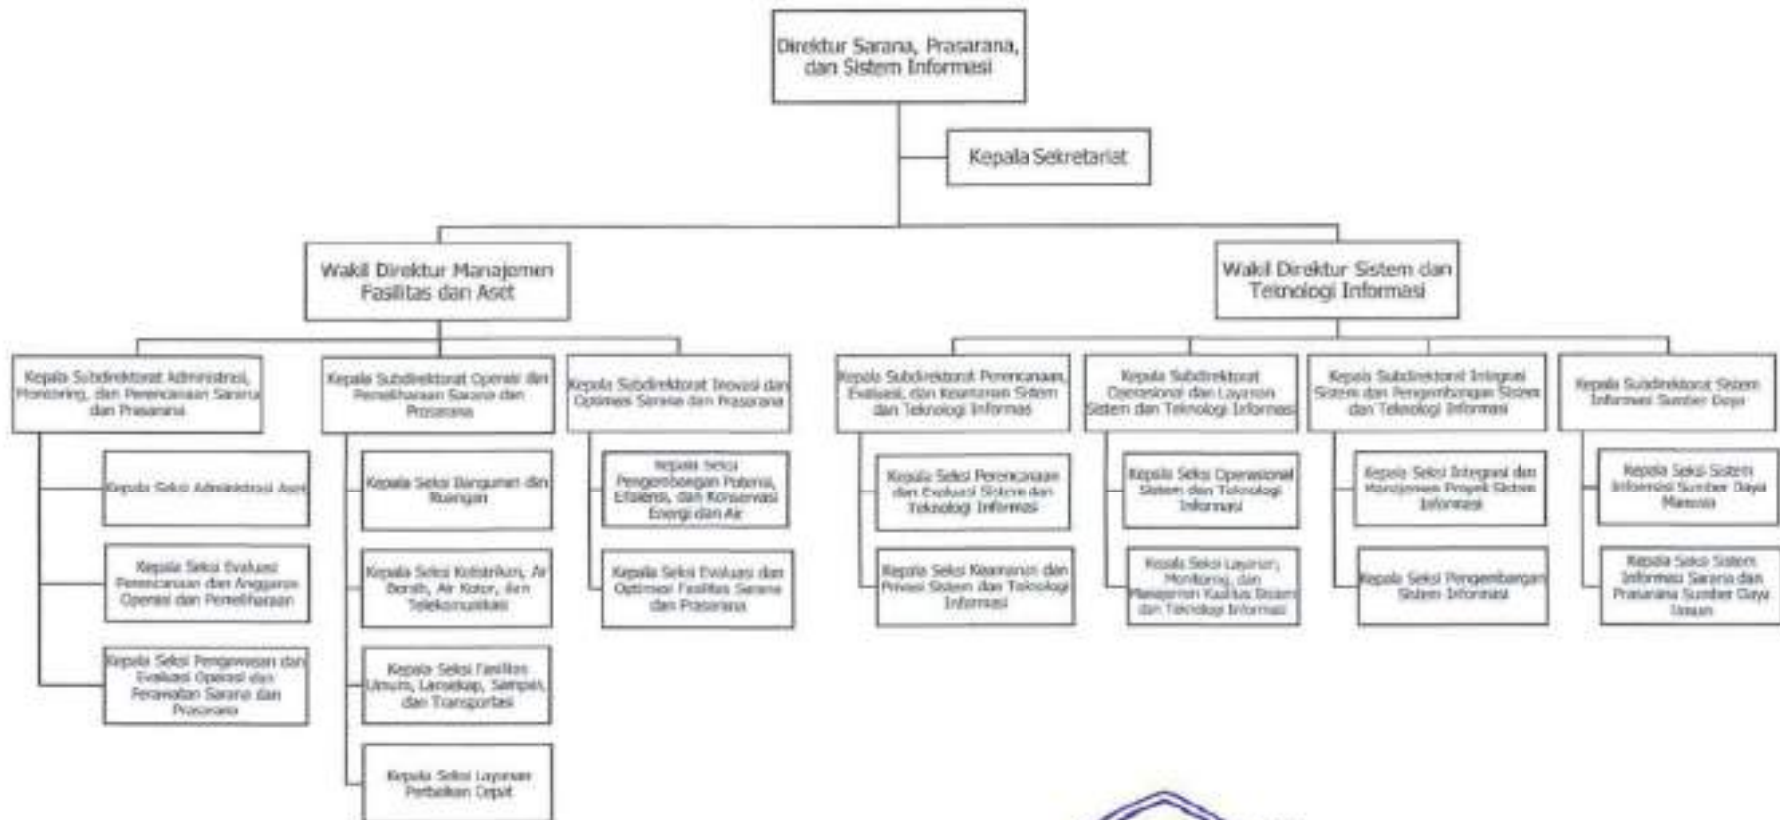 Direktur Sarana, Prasarana,
dan Sistem Informasi
Kepala Sekretariat
Wakil Direktur Manajemen
Fasilitas dan Aset
Wakil Direktur Sistem dan
Teknologi Informasi
Kepala Subdirektorat Administrasi,
Monitoring, dan Perencanaan Sarana
dan Prasarana
Kepala Subdirektorat Operasi dan
Pemeliharaan Sarana dan
Prasarana
Kepala Subdirektorat Inovasi dan
Optimasi Sarana dan Prasarana
Kepala Subdirektorat Perencanaan,
Evaluasi, dan Keamanan Sistem
dan Teknologi Informasi
Kepala Subdirektorat
Operasional dan Layanan
Sistem dan Teknologi Informasi
Kepala Subdirektorat Integrasi
Sistem dan Pengembangan Sistem
dan Teknologi Informasi
Kepala Subdirektorat Sistem
Informasi Sumber Daya
Kepala Seksi Administrasi Aset
Kepala Seksi Evaluasi
Perencanaan dan Anggaran
Operasi dan Pemeliharaan
Kepala Seksi Pengawasan dan
Evaluasi Operasi dan
Perawatan Sarana dan
Prasarana
Kepala Seksi Bangunan dan
Ruangan
Kepala Seksi Kelistrikan, Air
Bersih, Air Kotor, dan
Telekomunikasi
Kepala Seksi Fasilitas
Umum, Lansekap, Sampah,
dan Transportasi
Kepala Seksi Layanan
Perbaikan Cepat
Kepala Seksi
Pengembangan Potensi,
Efisiensi, dan Konservasi
Energi dan Air
Kepala Seksi Evaluasi dan
Optimasi Fasilitas Sarana
dan Prasarana
Kepala Seksi Perencanaan
dan Evaluasi Sistem dan
Teknologi Informasi
Kepala Seksi Keamanan dan
Privasi Sistem dan Teknologi
Informasi
Kepala Seksi Operasional
Sistem dan Teknologi
Informasi
Kepala Seksi Layanan,
Monitoring, dan
Manajemen Kualitas Sistem
dan Teknologi Informasi
Kepala Seksi Integrasi dan
Manajemen Proyek Sistem
Informasi
Kepala Seksi Pengembangan
Sistem Informasi
Kepala Seksi Sistem
Informasi Sumber Daya
Manusia
Kepala Seksi Sistem
Informasi Sarana dan
Prasarana Sumber Daya
Umum